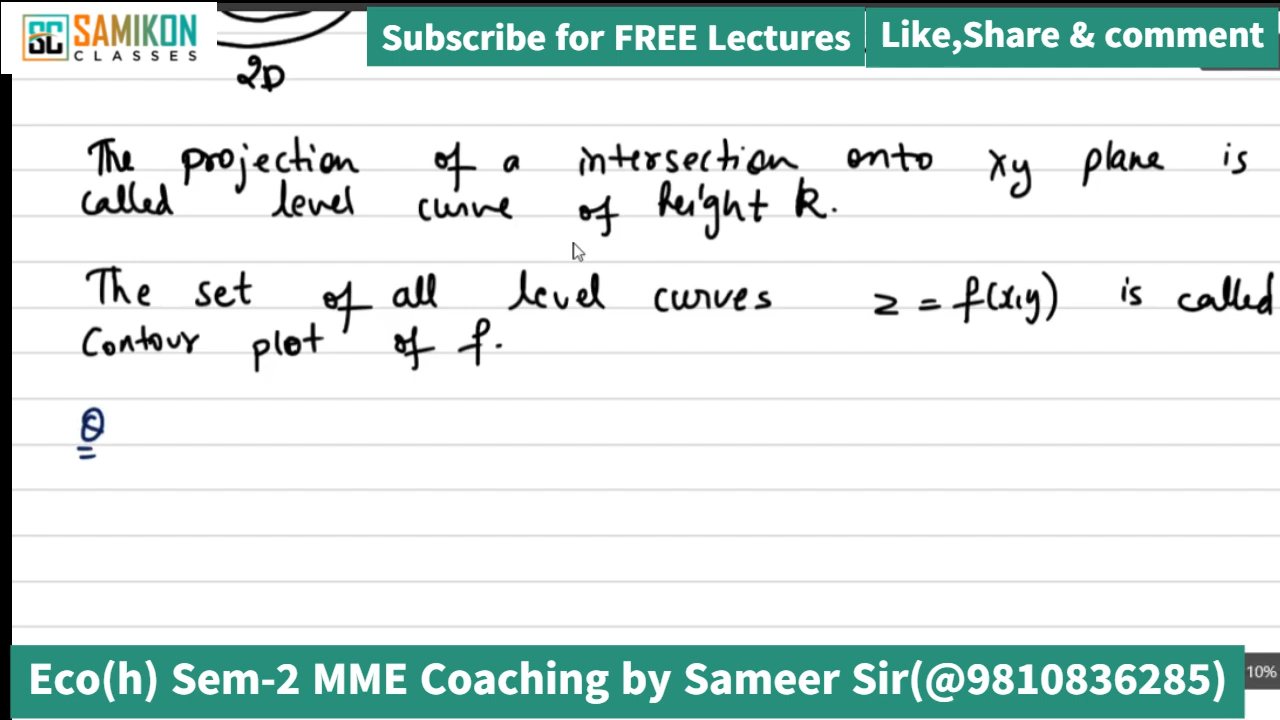 SC SAMIKON
CLASSES
Subscribe for FREE Lectures
Like,Share & comment
2D
The projection of a intersection onto xy plane is
called level curve of height k.
The set of all level curves z = f(x,y) is called
Contour plot of f.
Q
Eco(h) Sem-2 MME Coaching by Sameer Sir(@9810836285)
10%